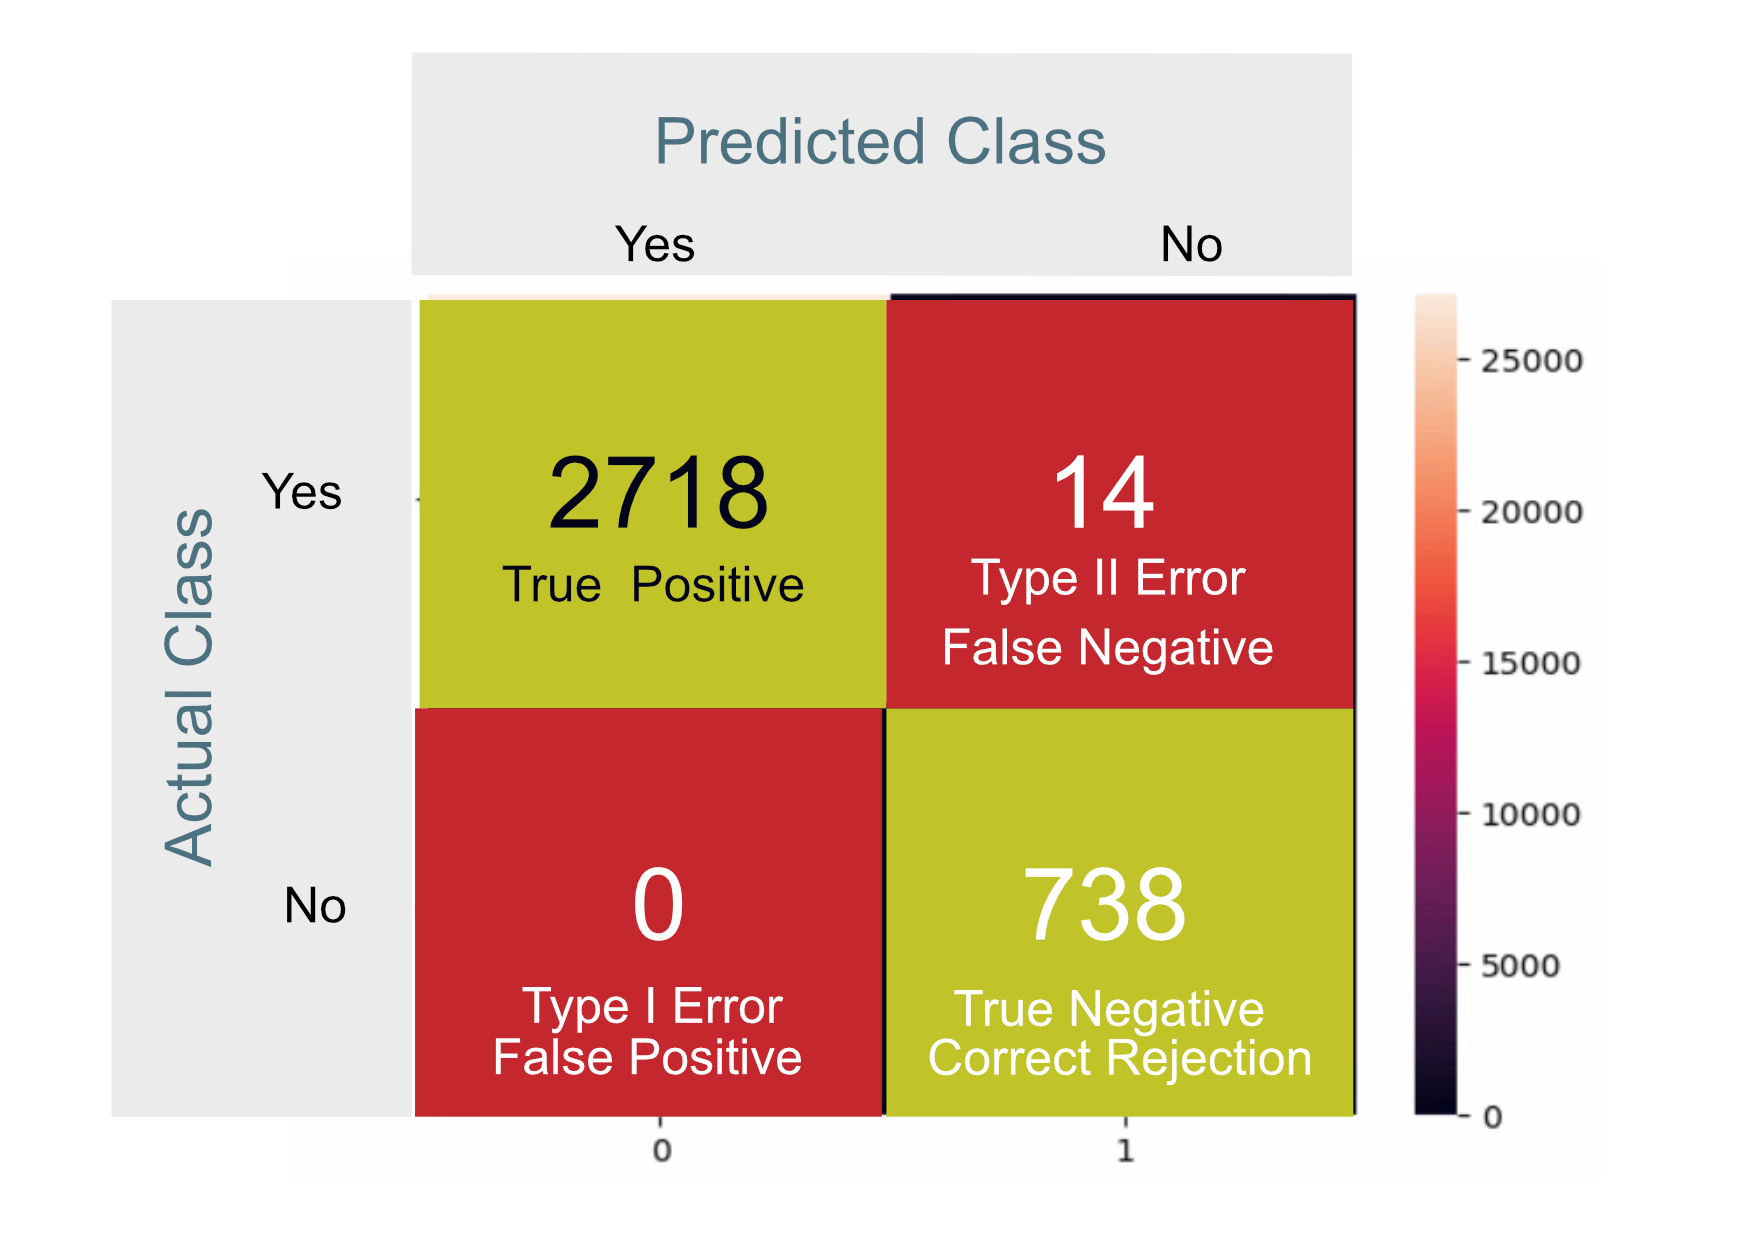 Predicted Class
Yes No
Actual Class
Yes
2718
True Positive
14
Type II Error
False Negative
No
0
Type I Error
False Positive
738
True Negative
Correct Rejection
0 1
25000
20000
15000
10000
5000
0